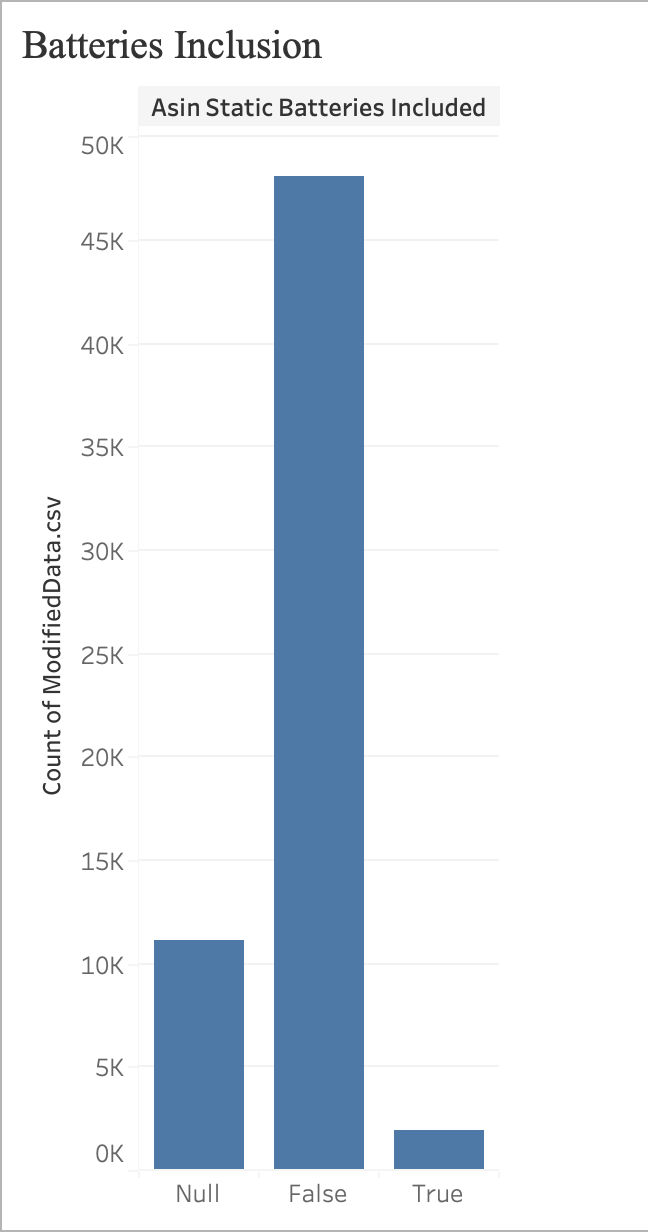 Batteries Inclusion
Asin Static Batteries Included
50K
45K
40K
35K
30K
25K
20K
15K
10K
5K
0K
Count of ModifiedData.csv
Null False True